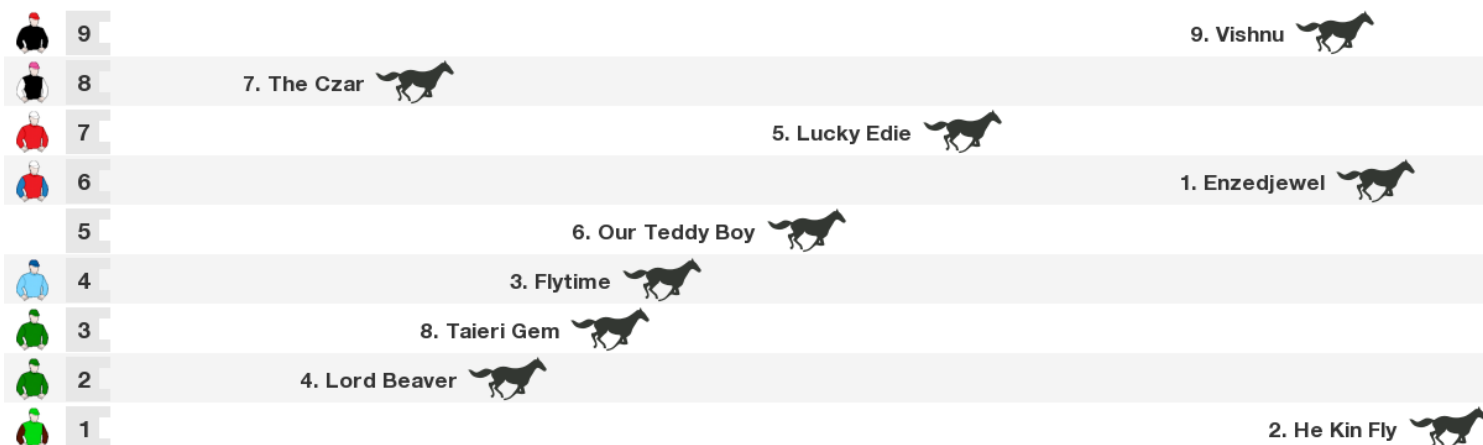 9 9. Vishnu
8 7. The Czar
7 5. Lucky Edie
6 1. Enzedjewel
5 6. Our Teddy Boy
4 3. Flytime
3 8. Taieri Gem
2 4. Lord Beaver
1 2. He Kin Fly